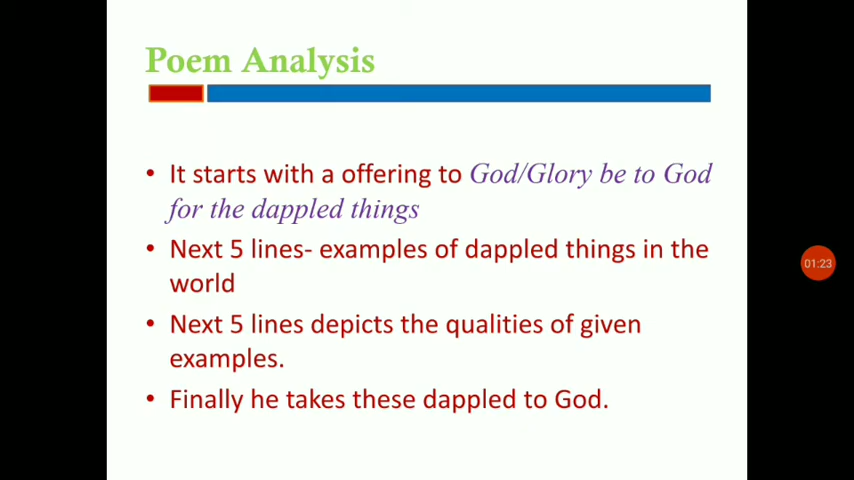 Poem Analysis
• It starts with a offering to God/Glory be to God
for the dappled things
• Next 5 lines- examples of dappled things in the
world
• Next 5 lines depicts the qualities of given
examples.
• Finally he takes these dappled to God.
01:23